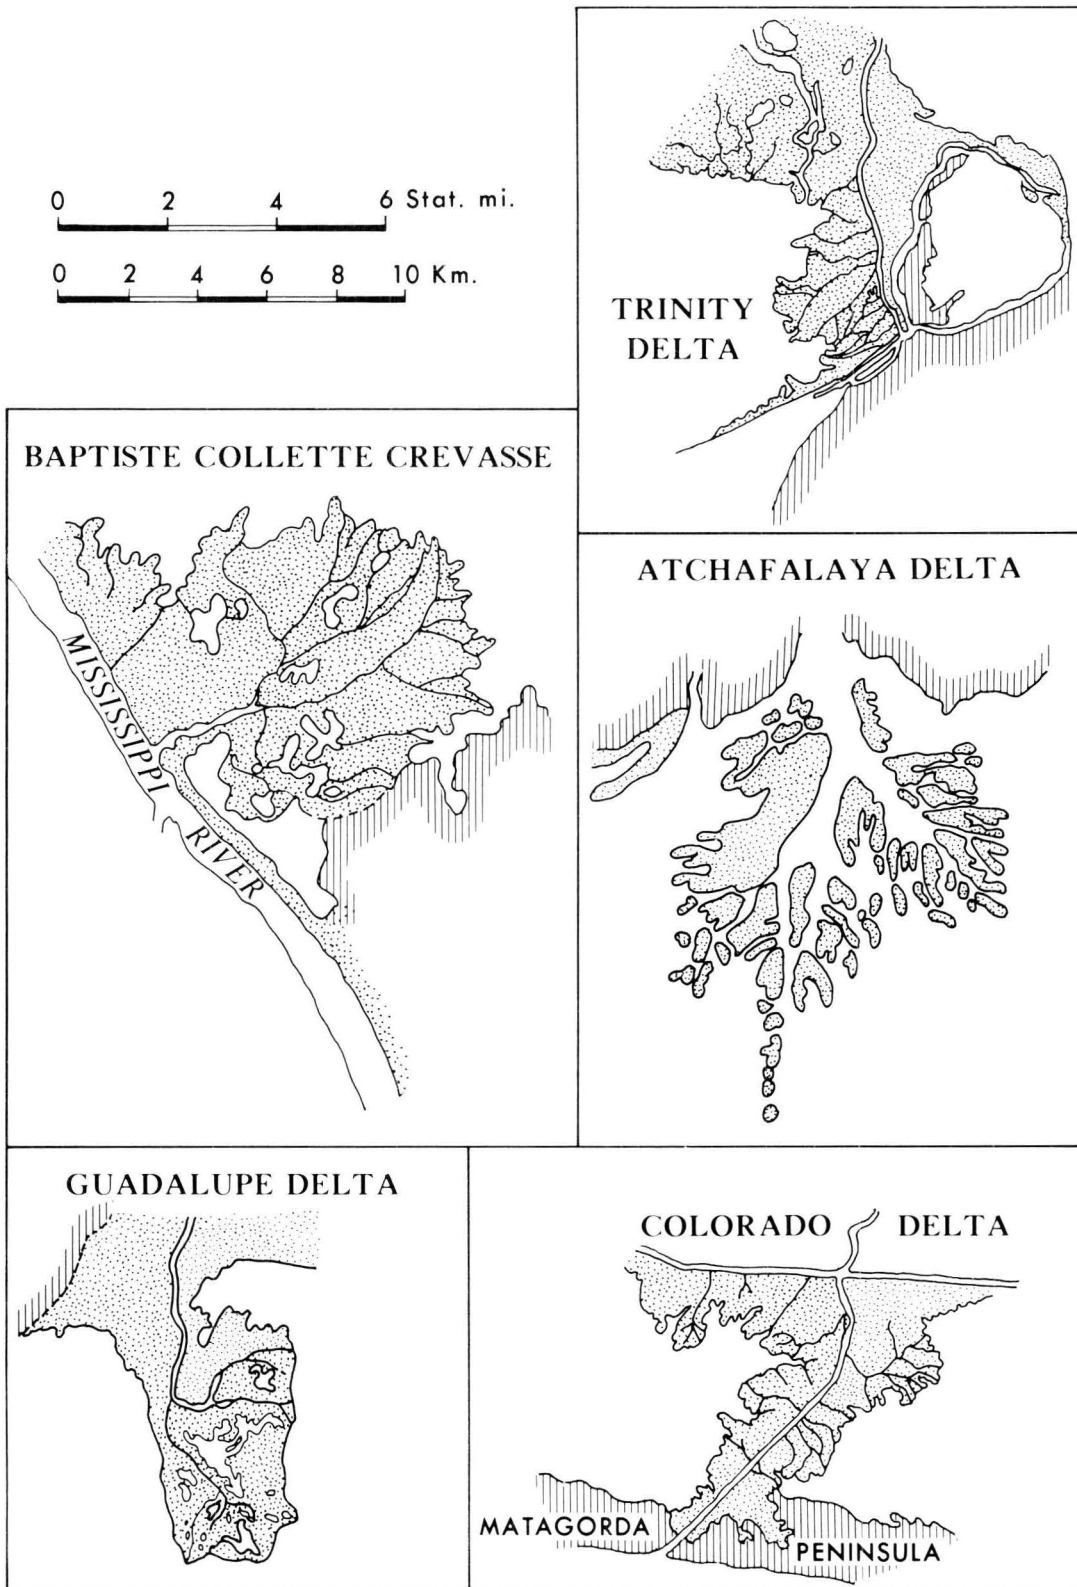 0 2 4 6 Stat. mi.
0 2 4 6 8 10 Km.
TRINITY
DELTA
BAPTISTE COLLETTE CREVASSE
MISSISSIPPI
RIVER
ATCHAFALAYA DELTA
GUADALUPE DELTA
COLORADO DELTA
MATAGORDA
PENINSULA